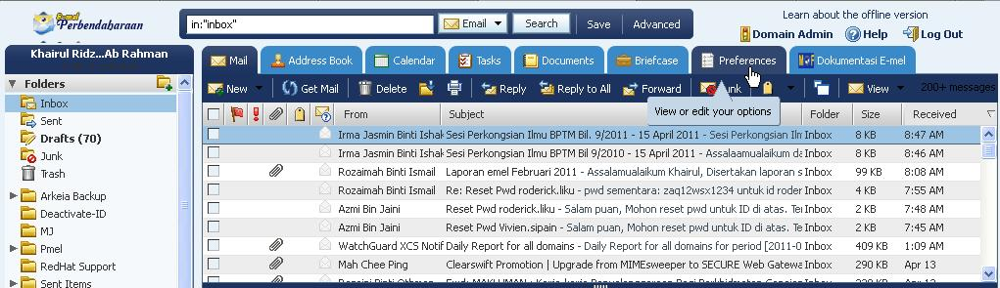 E-mel
Perbendaharaan
in:"inbox"
Email
Search
Save
Advanced
Learn about the offline version
Domain Admin
Help
Log Out
Khairul Ridz...Ab Rahman
Mail
Address Book
Calendar
Tasks
Documents
Briefcase
Preferences
Dokumentasi E-mel
Folders
Inbox
Sent
Drafts (70)
Junk
Trash
Arkeia Backup
Deactivate-ID
MJ
Pmel
RedHat Support
Sent Items
New
Get Mail
Delete
Reply
Reply to All
Forward
unk
View
200+ messages
View or edit your options
From Subject Folder Size Received
Irma Jasmin Binti Ishak Sesi Perkongsian Ilmu BPTM Bil. 9/2011 - 15 April 2011 - Sesi Perkongsian Ilm Inbox 8 KB 8:47 AM
Irma Jasmin Binti Ishak Sesi Perkongsian Ilmu BPTM Bil 9/2010 - 15 April 2011 - Assalaamualaikum da Inbox 8 KB 8:46 AM
Rozaimah Binti Ismail Laporan emel Februari 2011 - Assalamualaikum Khairul, Disertakan laporan s Inbox 99 KB 8:08 AM
Rozaimah Binti Ismail Re: Reset Pwd roderick.liku - pwd sementara: zaq12wsx1234 untuk id roder Inbox 4 KB 7:55 AM
Azmi Bin Jaini Reset Pwd roderick.liku - Salam puan, Mohon reset pwd untuk ID di atas. Te Inbox 2 KB 7:48 AM
Azmi Bin Jaini Reset Pwd Vivien.sipain - Salam puan, Mohon reset pwd untuk ID di atas. Tem Inbox 2 KB 7:45 AM
WatchGuard XCS Notif Daily Report for all domains - Daily Report for all domains for period [2011-0 Inbox 409 KB 1:09 AM
Mah Chee Ping Clearswift Promotion | Upgrade from MIMEsweeper to SECURE Web Gatewa Inbox 290 KB Apr 13